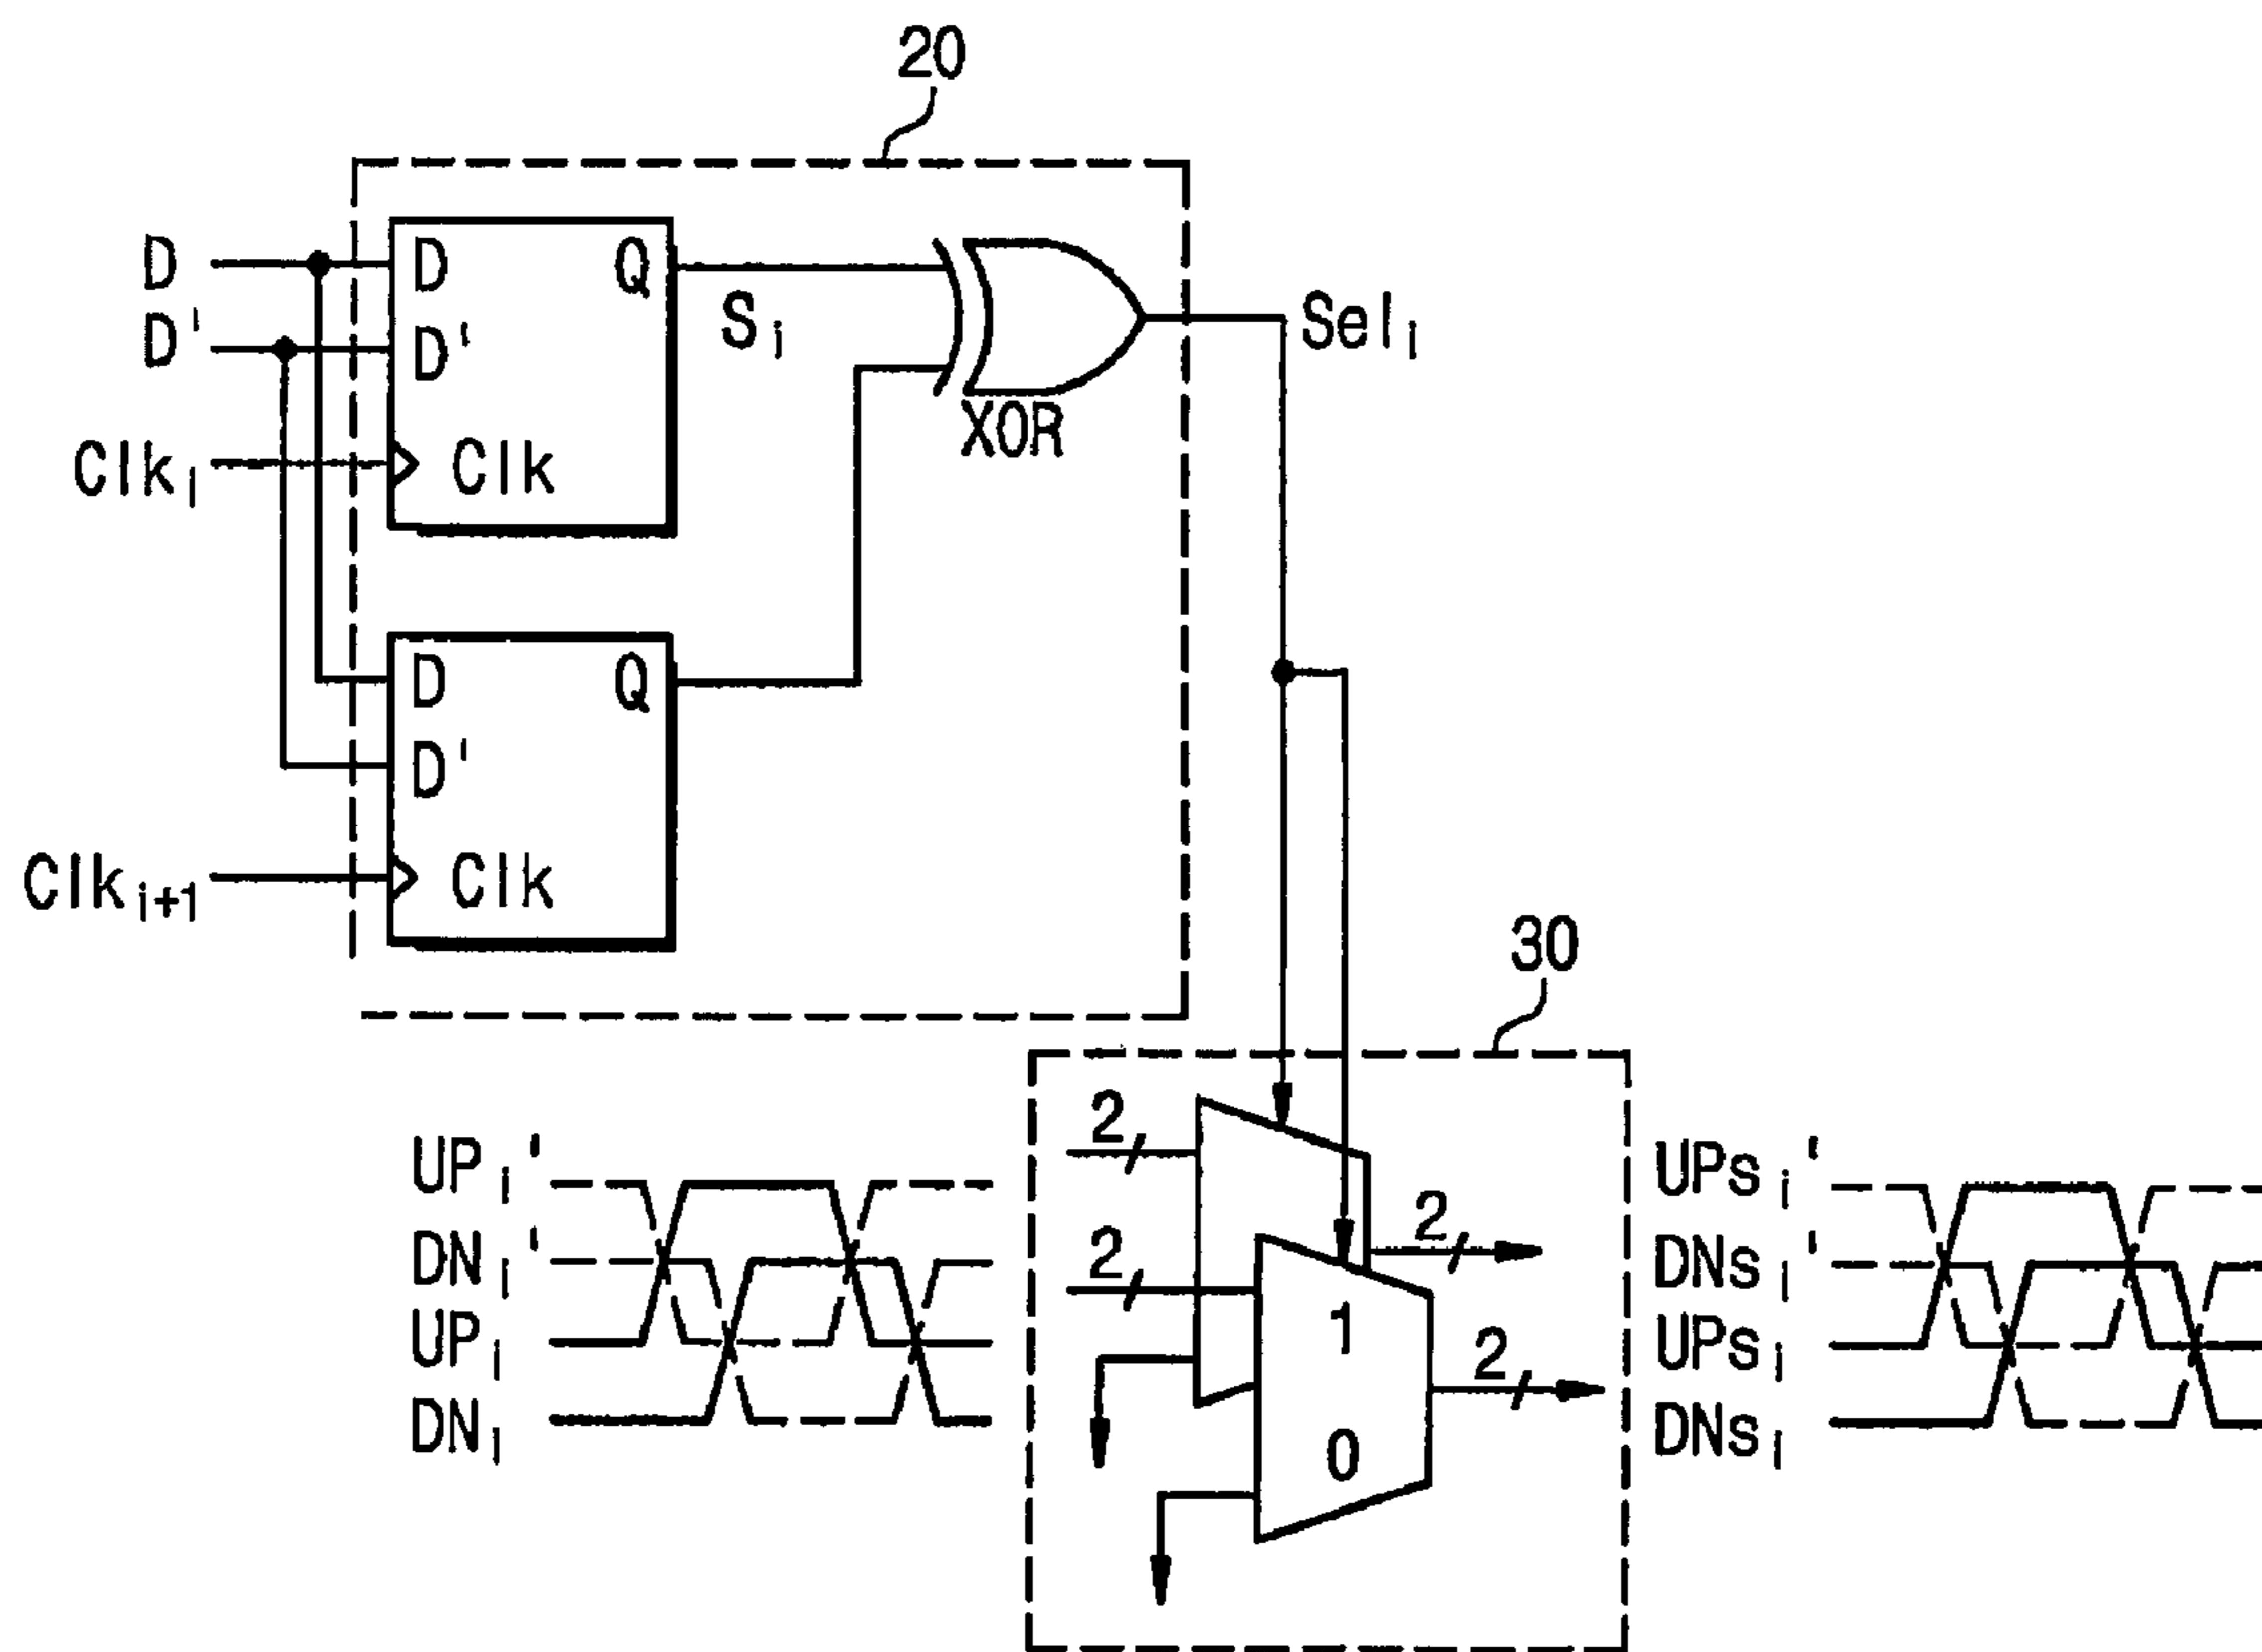 20
D
D'
Clk i
Clk i+1
D
Q
D'
Clk
S i
XOR
Sel i
D
Q
D'
Clk
30
UP i '
DN i '
UP i
DN i
2
2
1
0
2
2
UPs i '
DNs i '
UPs i
DNs i